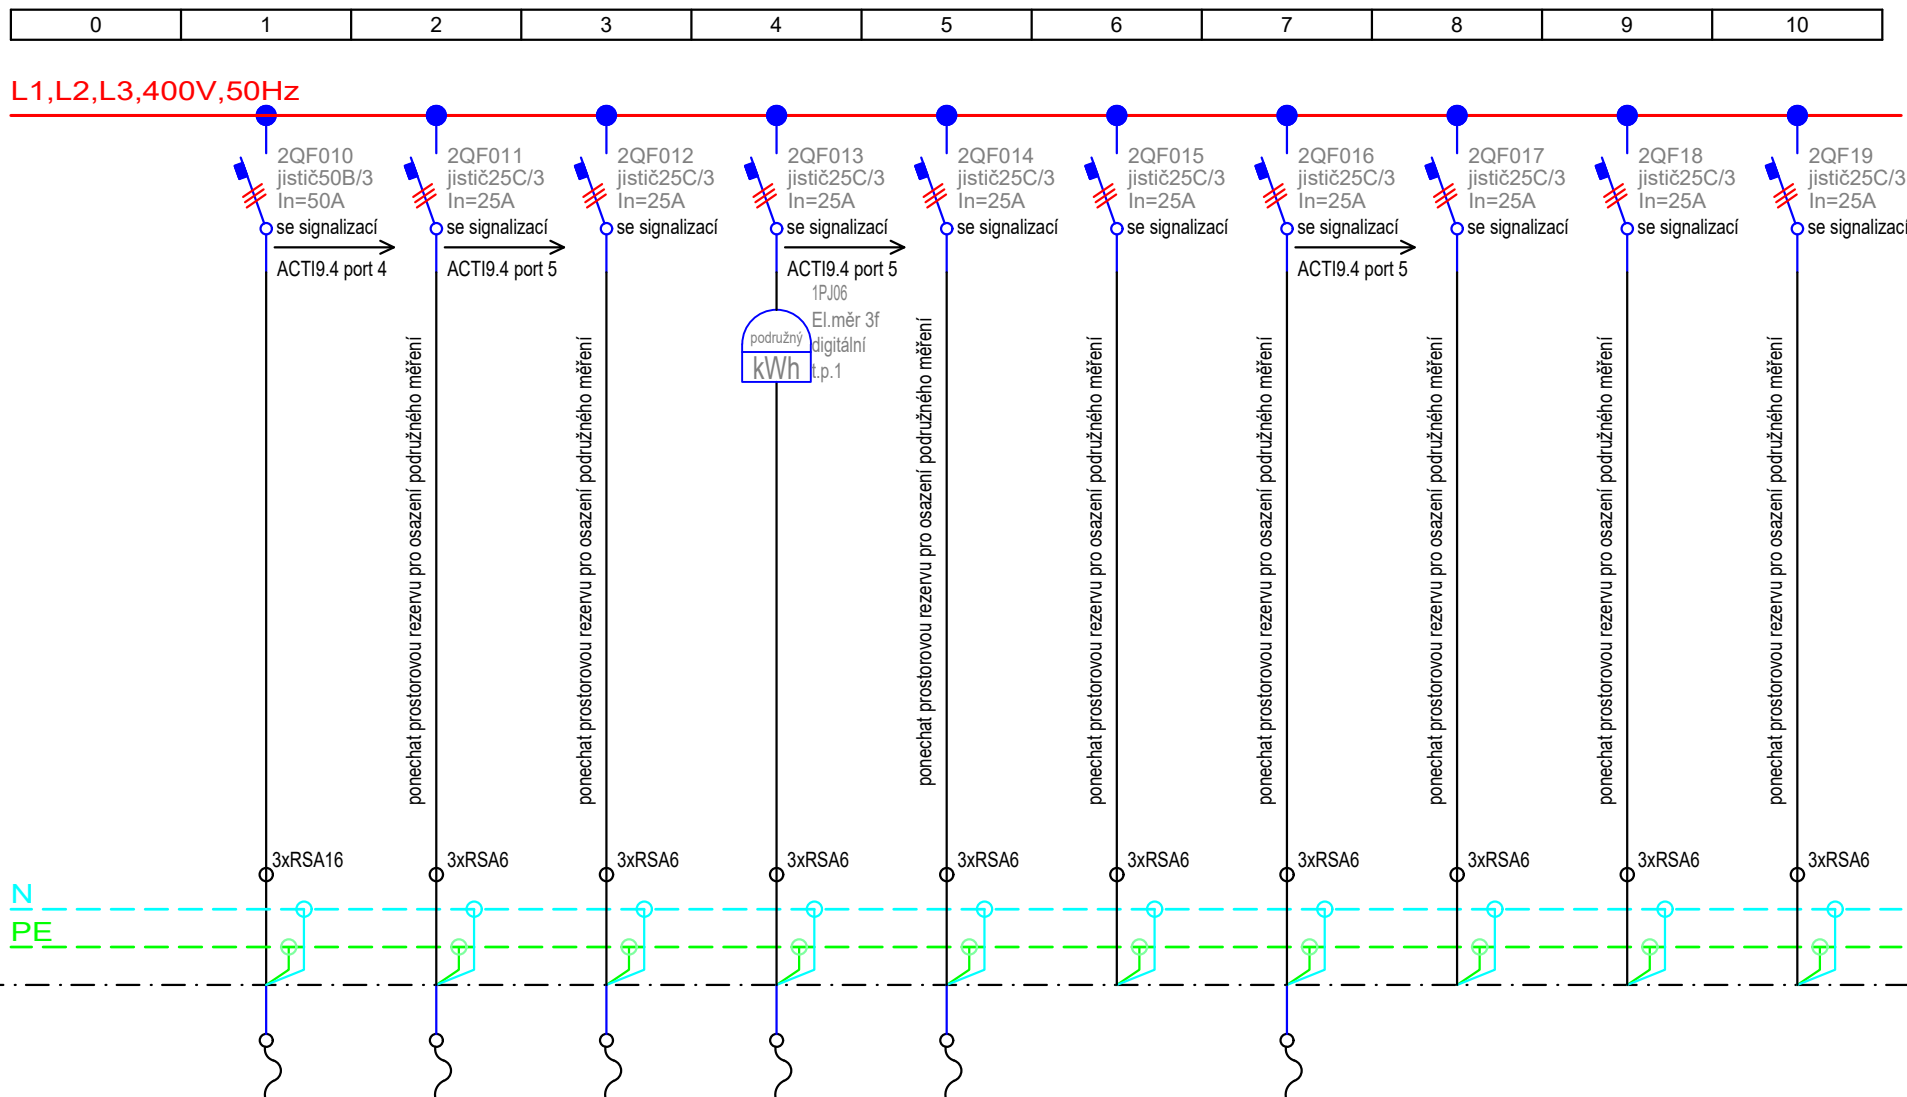 0 1 2 3 4 5 6 7 8 9 10
L1,L2,L3,400V,50Hz
2QF010
jistič50B/3
In=50A
se signalizací
ACTI9.4 port 4
2QF011
jistič25C/3
In=25A
se signalizací
ACTI9.4 port 5
2QF012
jistič25C/3
In=25A
se signalizací
2QF013
jistič25C/3
In=25A
se signalizací
ACTI9.4 port 5
2QF014
jistič25C/3
In=25A
se signalizací
2QF015
jistič25C/3
In=25A
se signalizací
2QF016
jistič25C/3
In=25A
se signalizací
ACTI9.4 port 5
2QF017
jistič25C/3
In=25A
se signalizací
2QF18
jistič25C/3
In=25A
se signalizací
2QF19
jistič25C/3
In=25A
se signalizací
1PJ06
El.měr 3f
digitální
t.p.1
podružný
kWh
ponechat prostorovou rezervu pro osazení podružného měření
ponechat prostorovou rezervu pro osazení podružného měření
ponechat prostorovou rezervu pro osazení podružného měření
ponechat prostorovou rezervu pro osazení podružného měření
ponechat prostorovou rezervu pro osazení podružného měření
ponechat prostorovou rezervu pro osazení podružného měření
ponechat prostorovou rezervu pro osazení podružného měření
ponechat prostorovou rezervu pro osazení podružného měření
3xRSA16
3xRSA6
3xRSA6
3xRSA6
3xRSA6
3xRSA6
3xRSA6
3xRSA6
3xRSA6
3xRSA6
N
PE